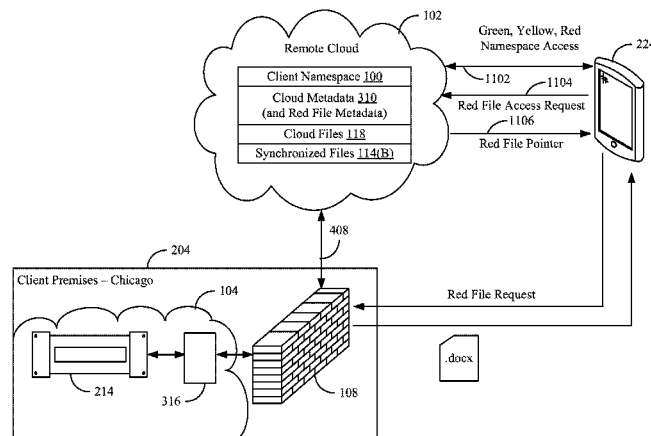 102
Remote Cloud
Green, Yellow, Red
Namespace Access
224
Client Namespace 100
Cloud Metadata 310
(and Red File Metadata)
Cloud Files 118
Synchronized Files 114(B)
1102
1104
Red File Access Request
1106
Red File Pointer
408
204
Client Premises – Chicago
104
Red File Request
.docx
214
316
108